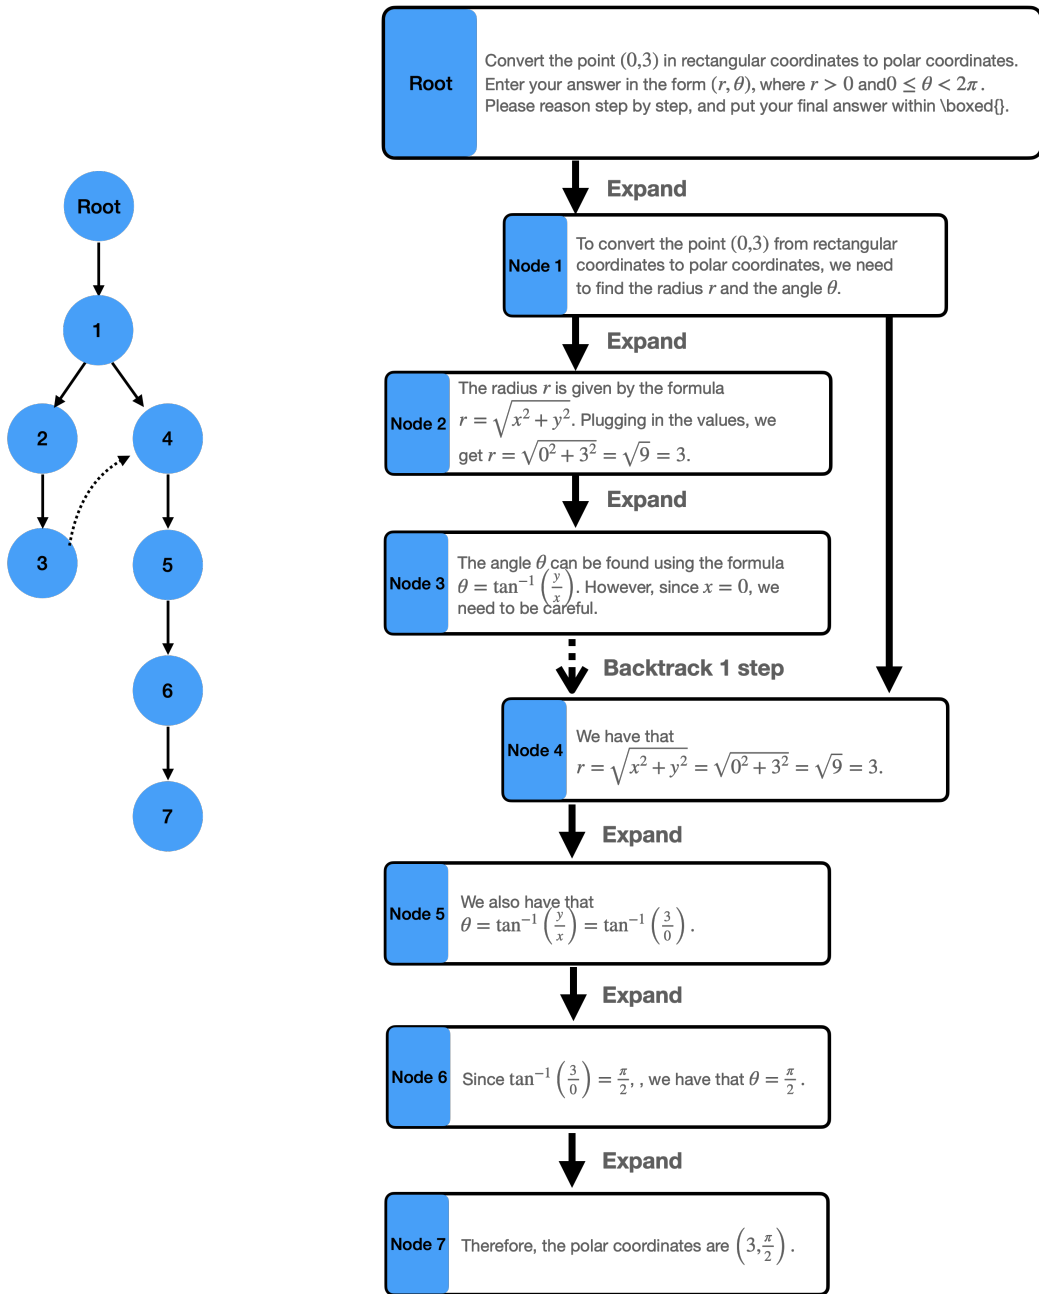 Root
1
2
4
3
5
6
7
Root
Convert the point (0,3) in rectangular coordinates to polar coordinates.
Enter your answer in the form (r, θ), where r > 0 and0 ≤ θ < 2π.
Please reason step by step, and put your final answer within \boxed{}.
Expand
Node 1
To convert the point (0,3) from rectangular
coordinates to polar coordinates, we need
to find the radius r and the angle θ.
Expand
Node 2
The radius r is given by the formula
r = √(x² + y²). Plugging in the values, we
get r = √(0² + 3²) = √9 = 3.
Expand
Node 3
The angle θ can be found using the formula
θ = tan⁻¹ (y/x). However, since x = 0, we
need to be careful.
Backtrack 1 step
Node 4
We have that
r = √(x² + y²) = √(0² + 3²) = √9 = 3.
Expand
Node 5
We also have that
θ = tan⁻¹ (y/x) = tan⁻¹ (3/0) .
Expand
Node 6
Since tan⁻¹ (3/0) = π/2, , we have that θ = π/2 .
Expand
Node 7
Therefore, the polar coordinates are (3, π/2) .